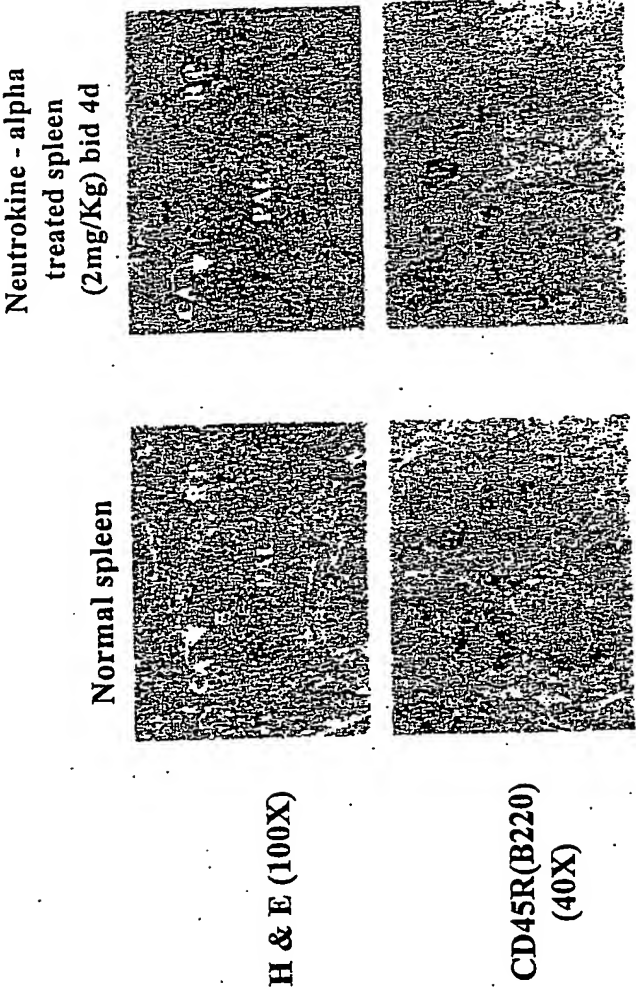 Neutrokine - alpha
treated spleen
(2mg/Kg) bid 4d
Normal spleen
H & E (100X)
CD45R(B220)
(40X)